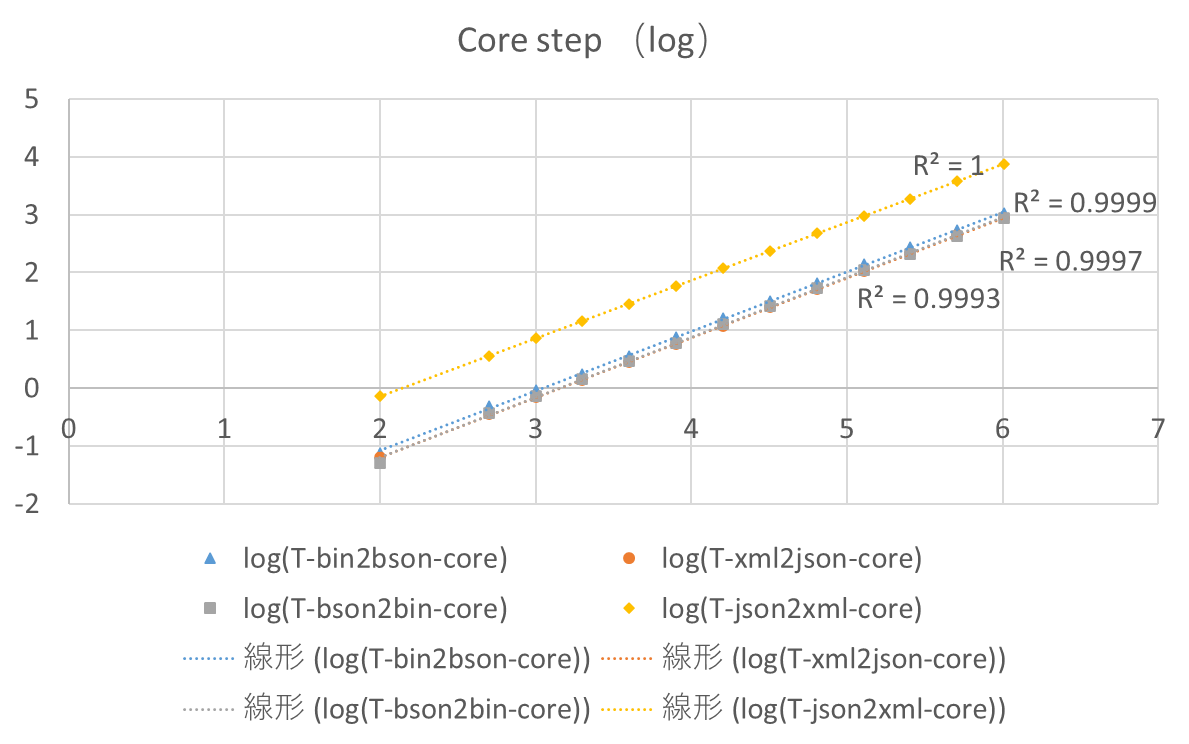 Core step （log）
5
4
3
2
1
0
-1
-2
0 1 2 3 4 5 6 7
R² = 1
R² = 0.9999
R² = 0.9997
R² = 0.9993
log(T-bin2bson-core) log(T-xml2json-core)
log(T-bson2bin-core) log(T-json2xml-core)
線形 (log(T-bin2bson-core)) 線形 (log(T-xml2json-core))
線形 (log(T-bson2bin-core)) 線形 (log(T-json2xml-core))